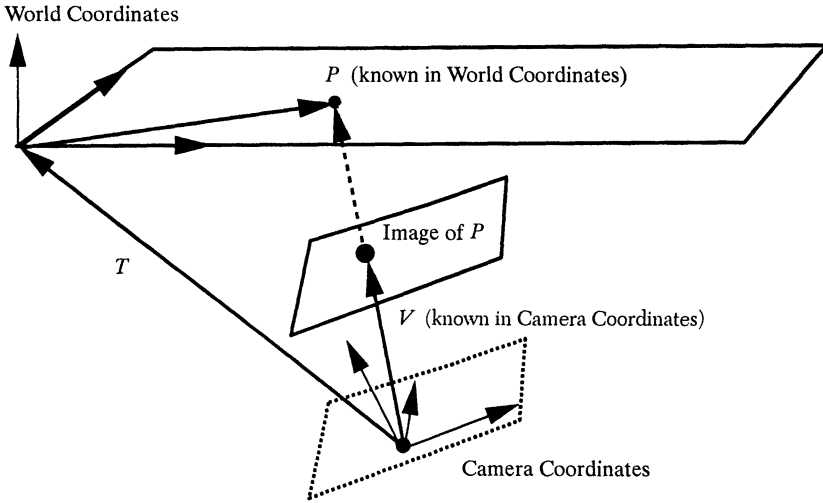 World Coordinates
P (known in World Coordinates)
Image of P
T
V (known in Camera Coordinates)
Camera Coordinates